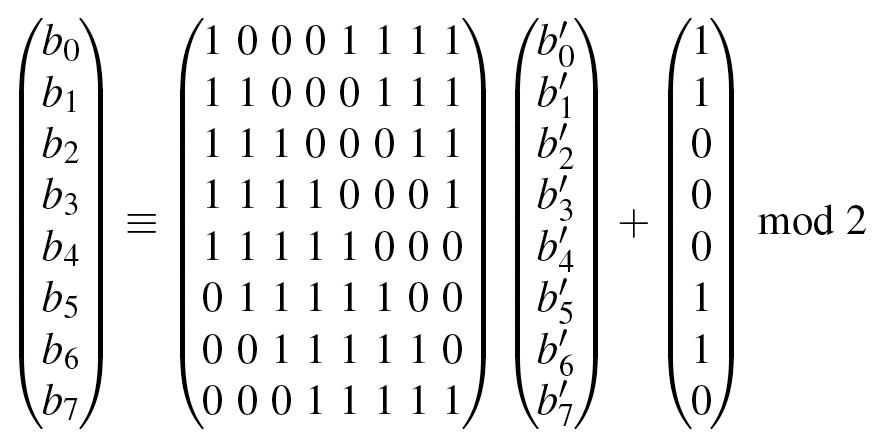 b0 1 0 0 0 1 1 1 1 b′0 1
b1 1 1 0 0 0 1 1 1 b′1 1
b2 1 1 1 0 0 0 1 1 b′2 0
b3 ≡ 1 1 1 1 0 0 0 1 b′3 + 0 mod 2
b4 1 1 1 1 1 0 0 0 b′4 0
b5 0 1 1 1 1 1 0 0 b′5 1
b6 0 0 1 1 1 1 1 0 b′6 1
b7 0 0 0 1 1 1 1 1 b′7 0